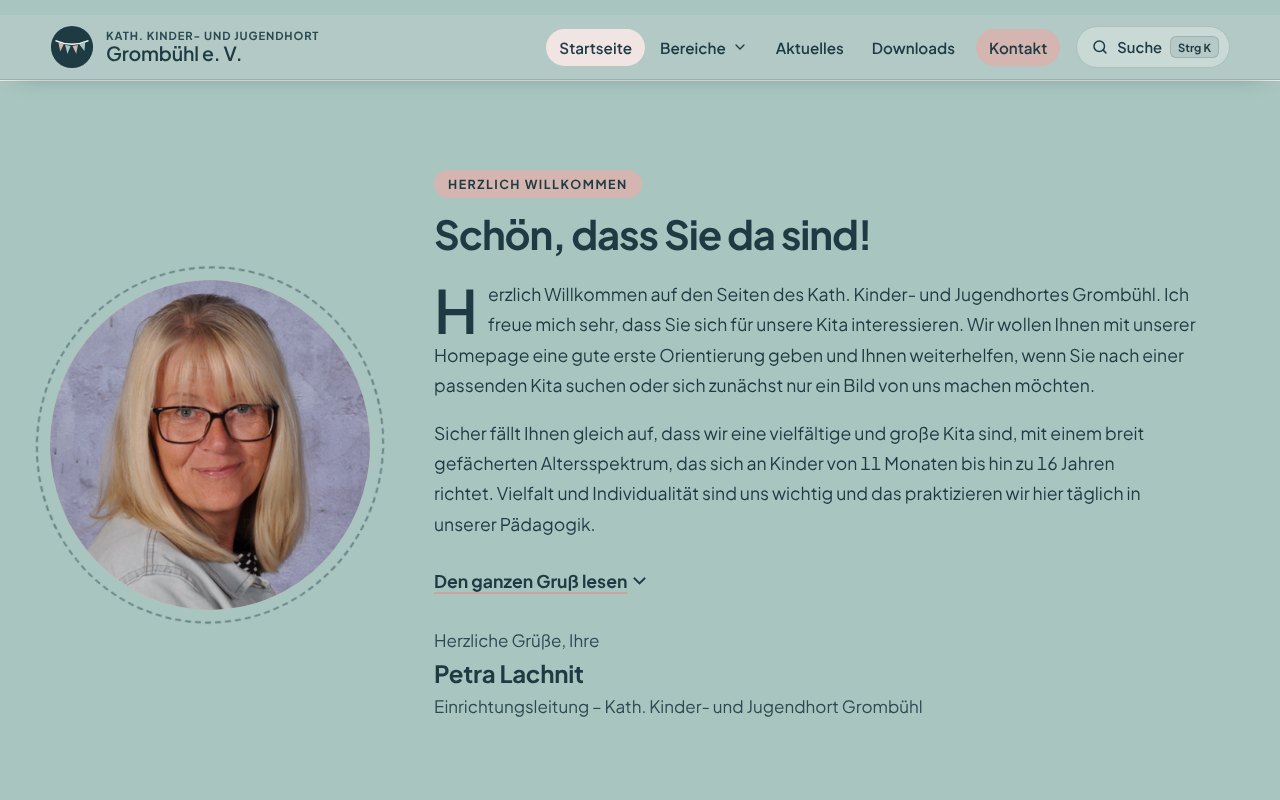 KATH. KINDER- UND JUGENDHORT
Grombühl e. V.
Startseite
Bereiche
Aktuelles
Downloads
Kontakt
Suche
Strg K
HERZLICH WILLKOMMEN
Schön, dass Sie da sind!
Herzlich Willkommen auf den Seiten des Kath. Kinder- und Jugendhortes Grombühl. Ich
freue mich sehr, dass Sie sich für unsere Kita interessieren. Wir wollen Ihnen mit unserer
Homepage eine gute erste Orientierung geben und Ihnen weiterhelfen, wenn Sie nach einer
passenden Kita suchen oder sich zunächst nur ein Bild von uns machen möchten.
Sicher fällt Ihnen gleich auf, dass wir eine vielfältige und große Kita sind, mit einem breit
gefächerten Altersspektrum, das sich an Kinder von 11 Monaten bis hin zu 16 Jahren
richtet. Vielfalt und Individualität sind uns wichtig und das praktizieren wir hier täglich in
unserer Pädagogik.
Den ganzen Gruß lesen
Herzliche Grüße, Ihre
Petra Lachnit
Einrichtungsleitung – Kath. Kinder- und Jugendhort Grombühl